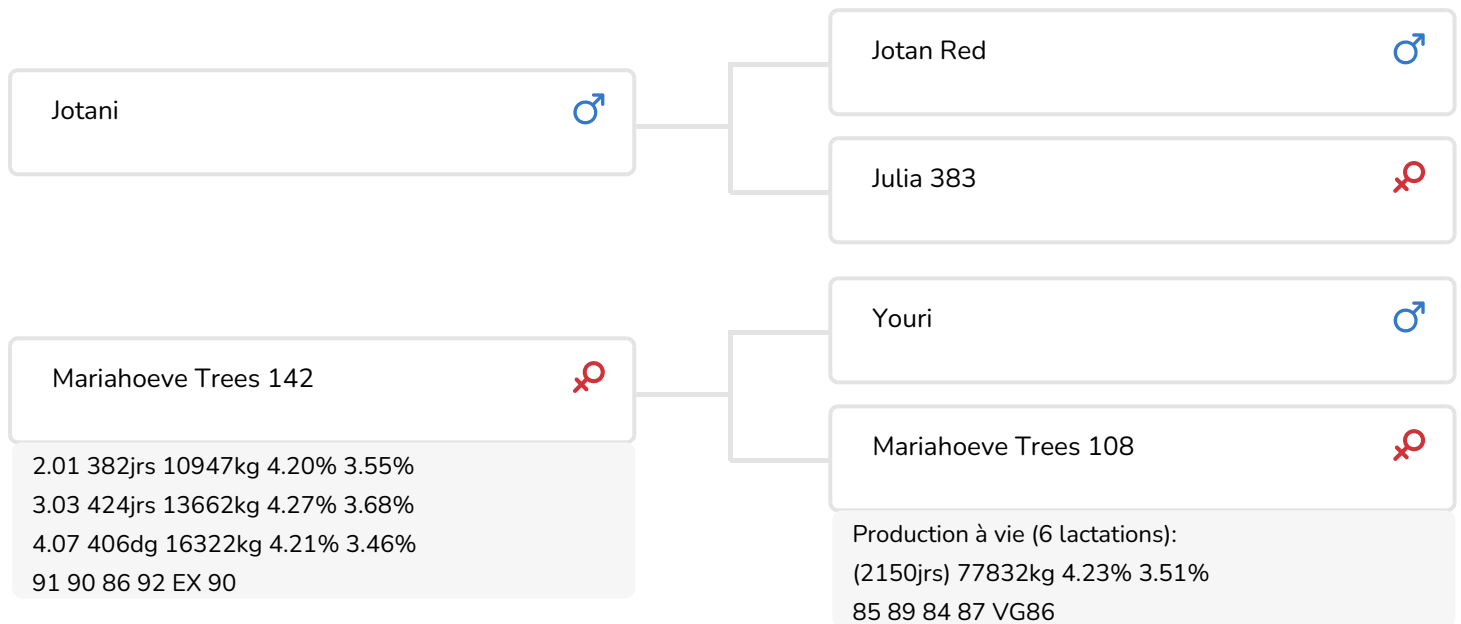 Jotani
Jotan Red
Julia 383
Mariahoeve Trees 142
2.01 382jrs 10947kg 4.20% 3.55%
3.03 424jrs 13662kg 4.27% 3.68%
4.07 406dg 16322kg 4.21% 3.46%
91 90 86 92 EX 90
Youri
Mariahoeve Trees 108
Production à vie (6 lactations):
(2150jrs) 77832kg 4.23% 3.51%
85 89 84 87 VG86